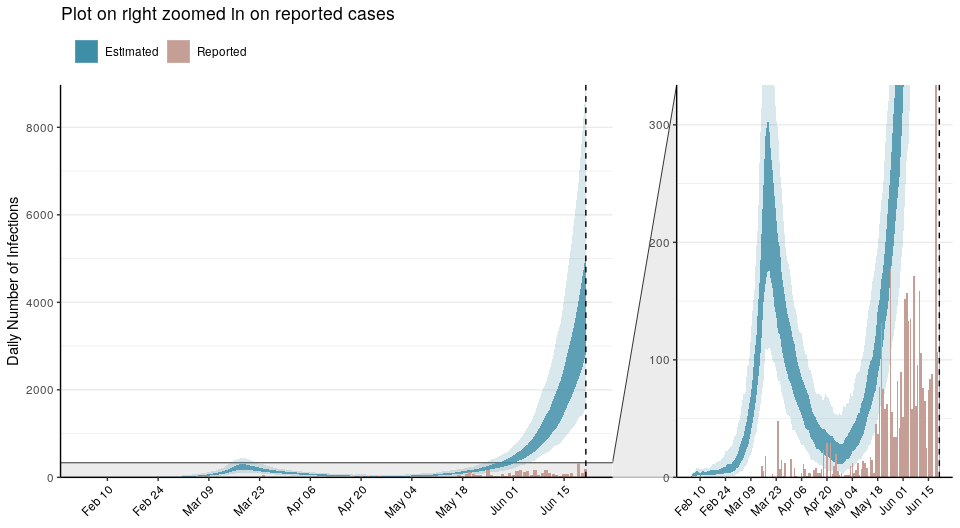 Plot on right zoomed in on reported cases
Estimated Reported
Daily Number of Infections
8000
6000
4000
2000
0
Feb 10 Feb 24 Mar 09 Mar 23 Apr 06 Apr 20 May 04 May 18 Jun 01 Jun 15
300
200
100
0
Feb 10 Feb 24 Mar 09 Mar 23 Apr 06 Apr 20 May 04 May 18 Jun 01 Jun 15